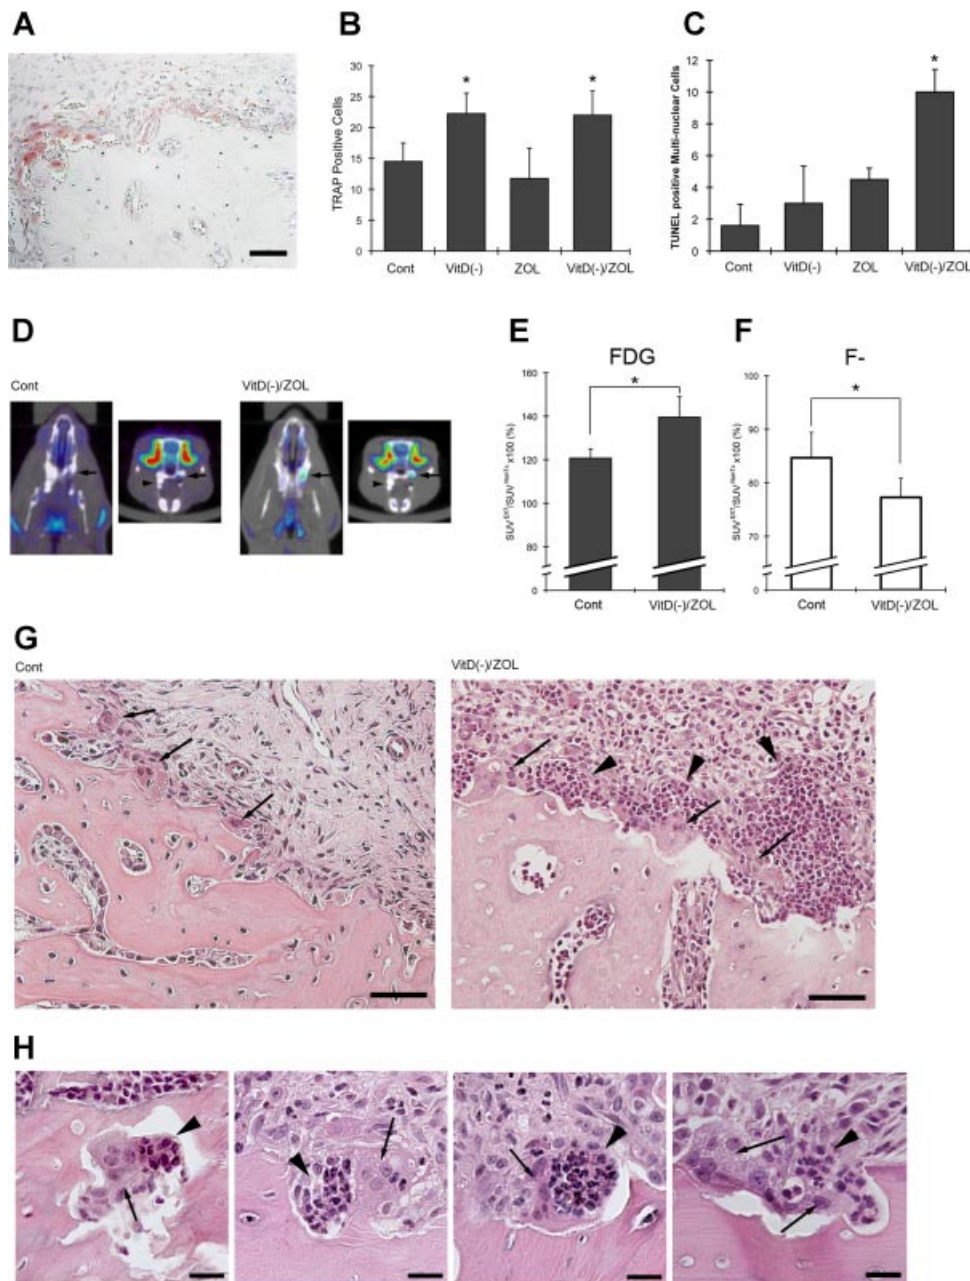 A
B
C
TRAP Positive Cells
30
25
20
15
10
5
0
*
*
Cont
VitD(-)
ZOL
VitD(-)/ZOL
TUNEL positive Multi-nuclear Cells
12
10
8
6
4
2
0
*
Cont
VitD(-)
ZOL
VitD(-)/ZOL
D
Cont
VitD(-)/ZOL
E
FDG
160
140
120
100
80
0
*
Cont
VitD(-)/ZOL
F
F-
100
90
80
70
0
*
Cont
VitD(-)/ZOL
G
Cont
VitD(-)/ZOL
H